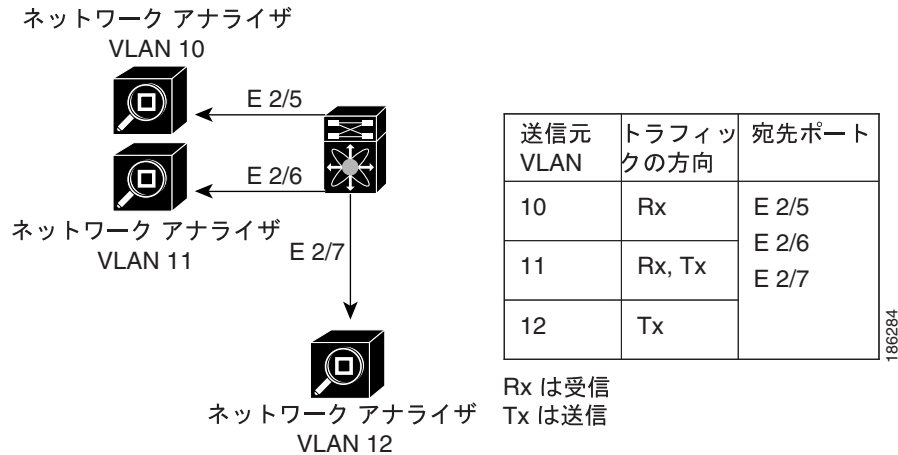 ネットワーク アナライザ
VLAN 10
E 2/5
E 2/6
ネットワーク アナライザ
VLAN 11
E 2/7
ネットワーク アナライザ
VLAN 12
送信元
VLAN
トラフィッ
クの方向
宛先ポート
10
Rx
E 2/5
E 2/6
E 2/7
11
Rx, Tx
12
Tx
Rx は受信
Tx は送信
186284